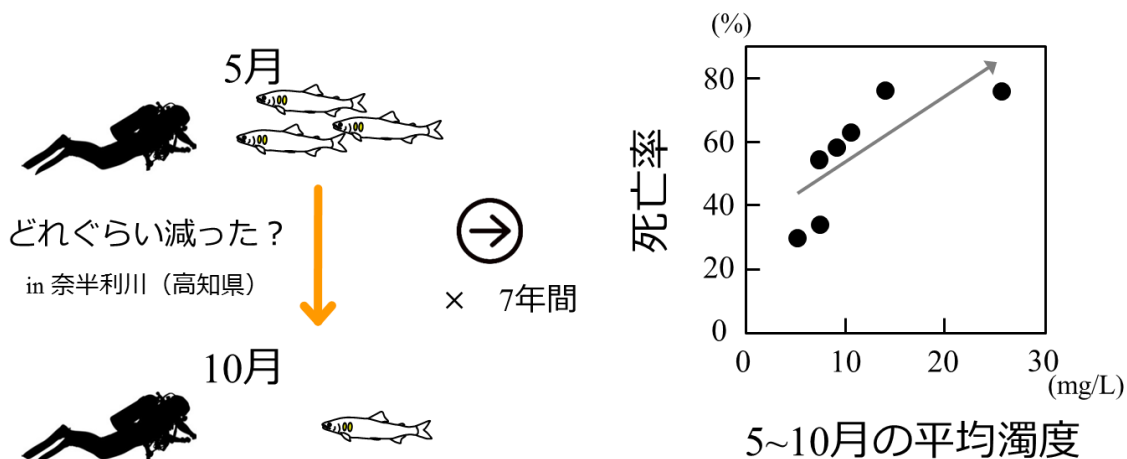 5月
どれぐらい減った？
in 奈半利川（高知県）
× 7年間
10月
(%)
死亡率
80
60
40
20
0
0 10 20 30
(mg/L)
5~10月の平均濁度